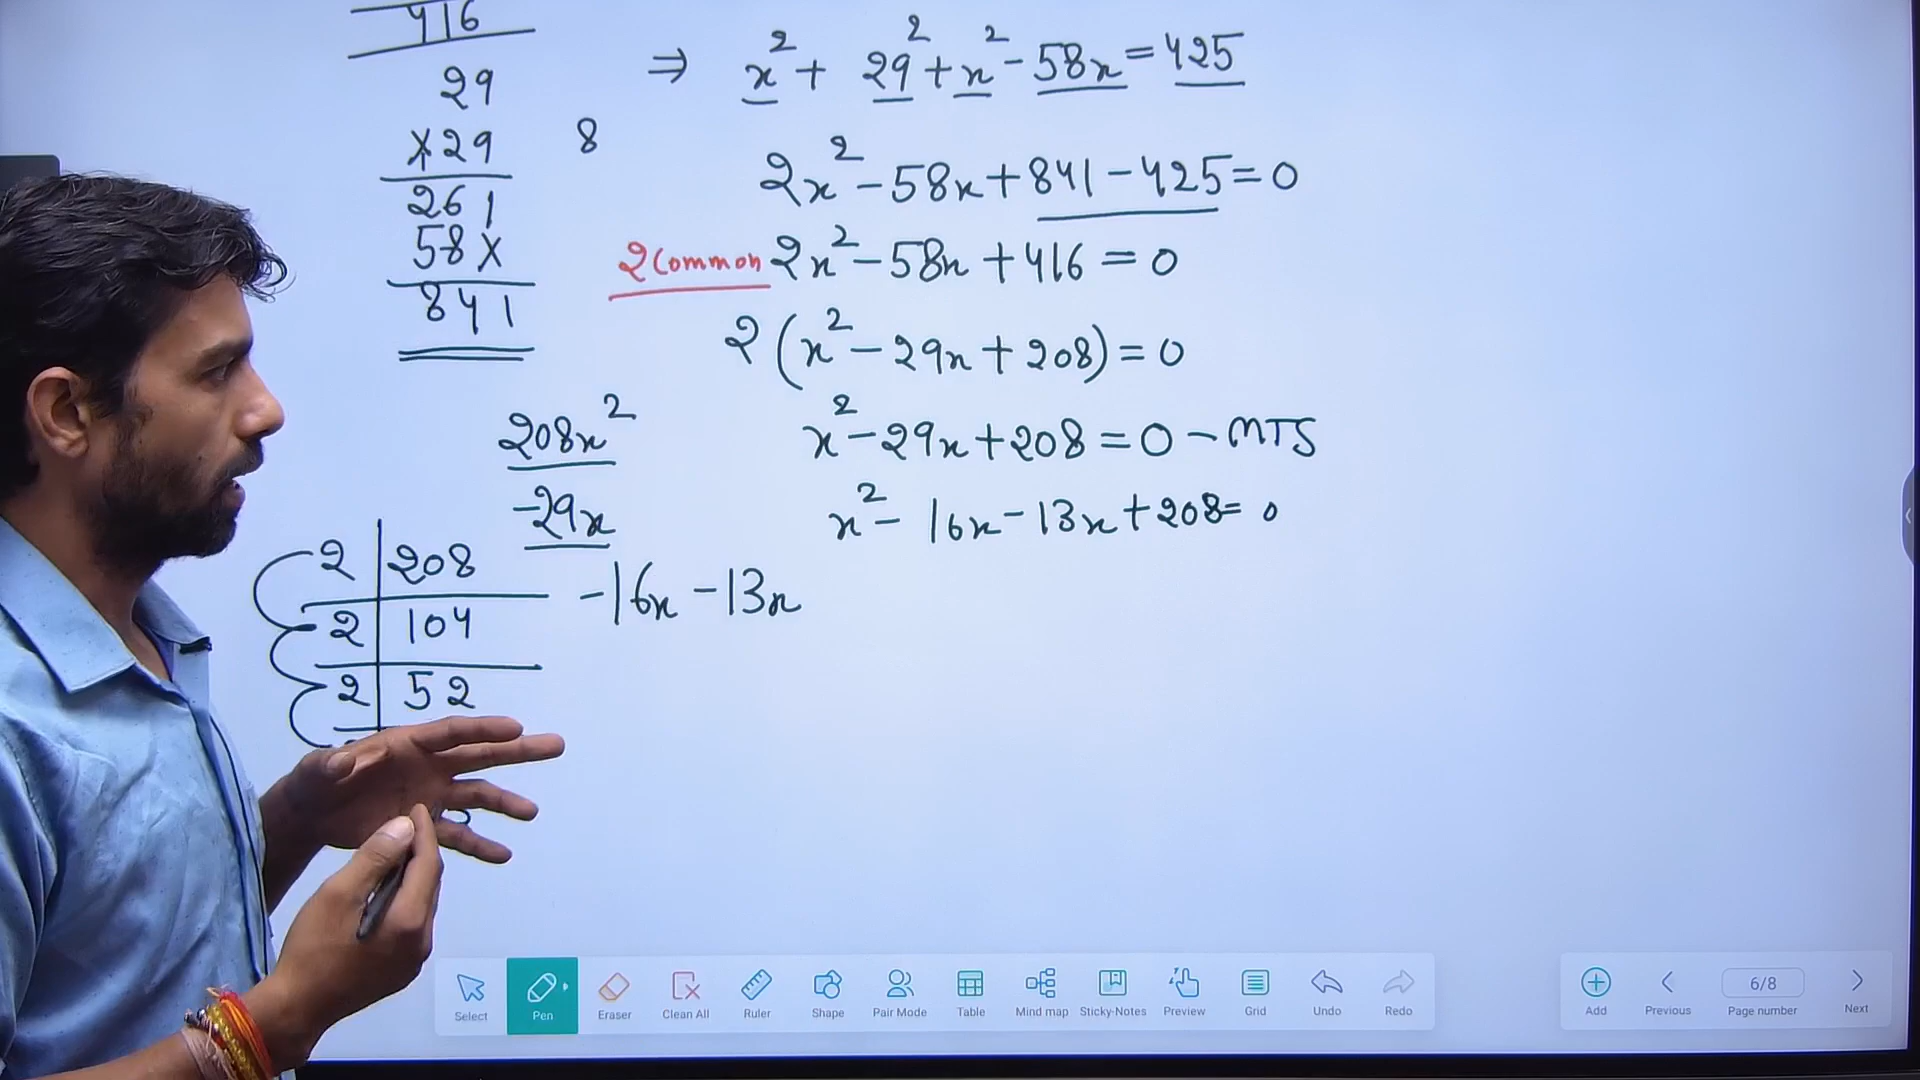 416
29
×29
261
58×
841
8
⇒ x² + 29² + x² - 58x = 425
2x² - 58x + 841 - 425 = 0
2 Common 2x² - 58x + 416 = 0
2 (x² - 29x + 208) = 0
x² - 29x + 208 = 0 - MTS
x² - 16x - 13x + 208 = 0
208x²
-29x
-16x - 13x
2 | 208
2 | 104
2 | 52
Select
Pen
Eraser
Clean All
Ruler
Shape
Pair Mode
Table
Mind map
Sticky-Notes
Preview
Grid
Undo
Redo
Add
Previous
6/8
Page number
Next